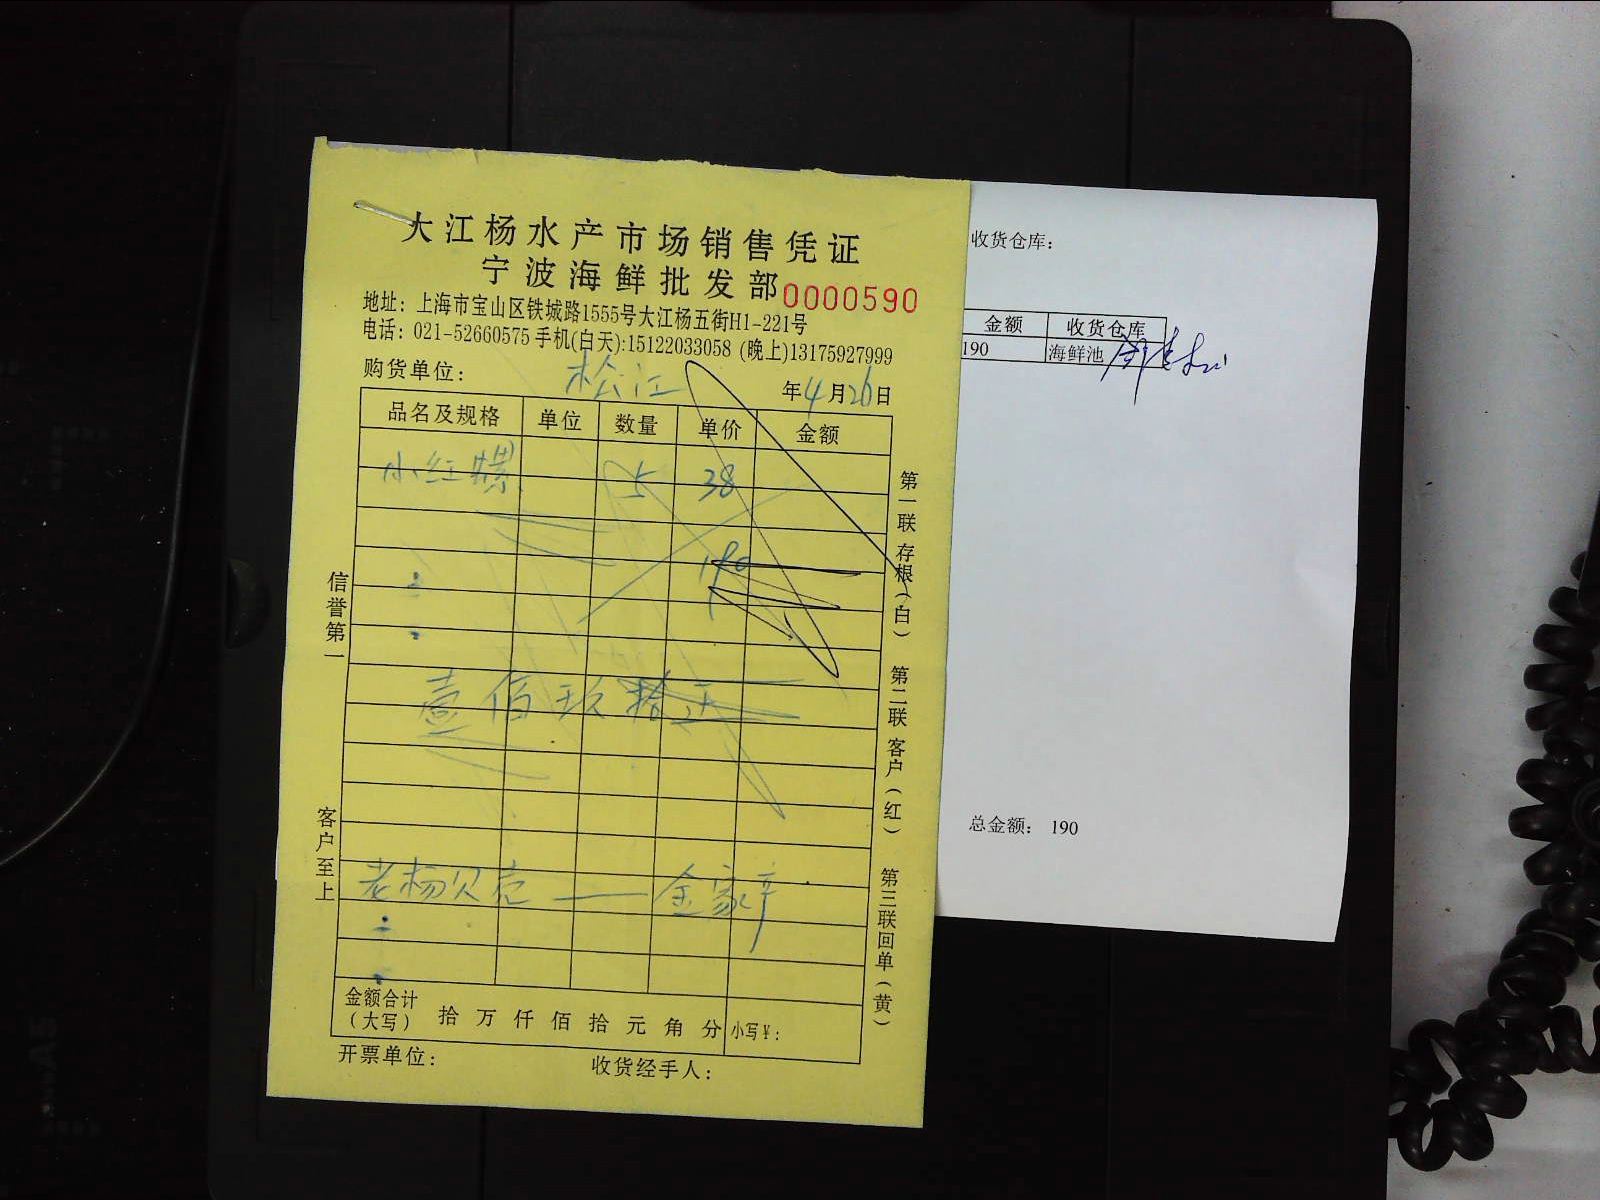 大江杨水产市场销售凭证
宁波海鲜批发部 0000590
地址：上海市宝山区铁城路1555号大江杨五街H1-221号
电话：021-52660575 手机(白天):15122033058 (晚上)13175927999
购货单位： 松江 年4月26日
品名及规格 单位 数量 单价 金额
小红螺 5 38
190
壹佰玖拾正
老杨贝壳 — 金家产
金额合计（大写） 拾 万 仟 佰 拾 元 角 分 小写¥：
开票单位： 收货经手人：
信誉第一
客户至上
第一联 存根（白）
第二联 客户（红）
第三联 回单（黄）
收货仓库：
金额 收货仓库
190 海鲜池
总金额： 190